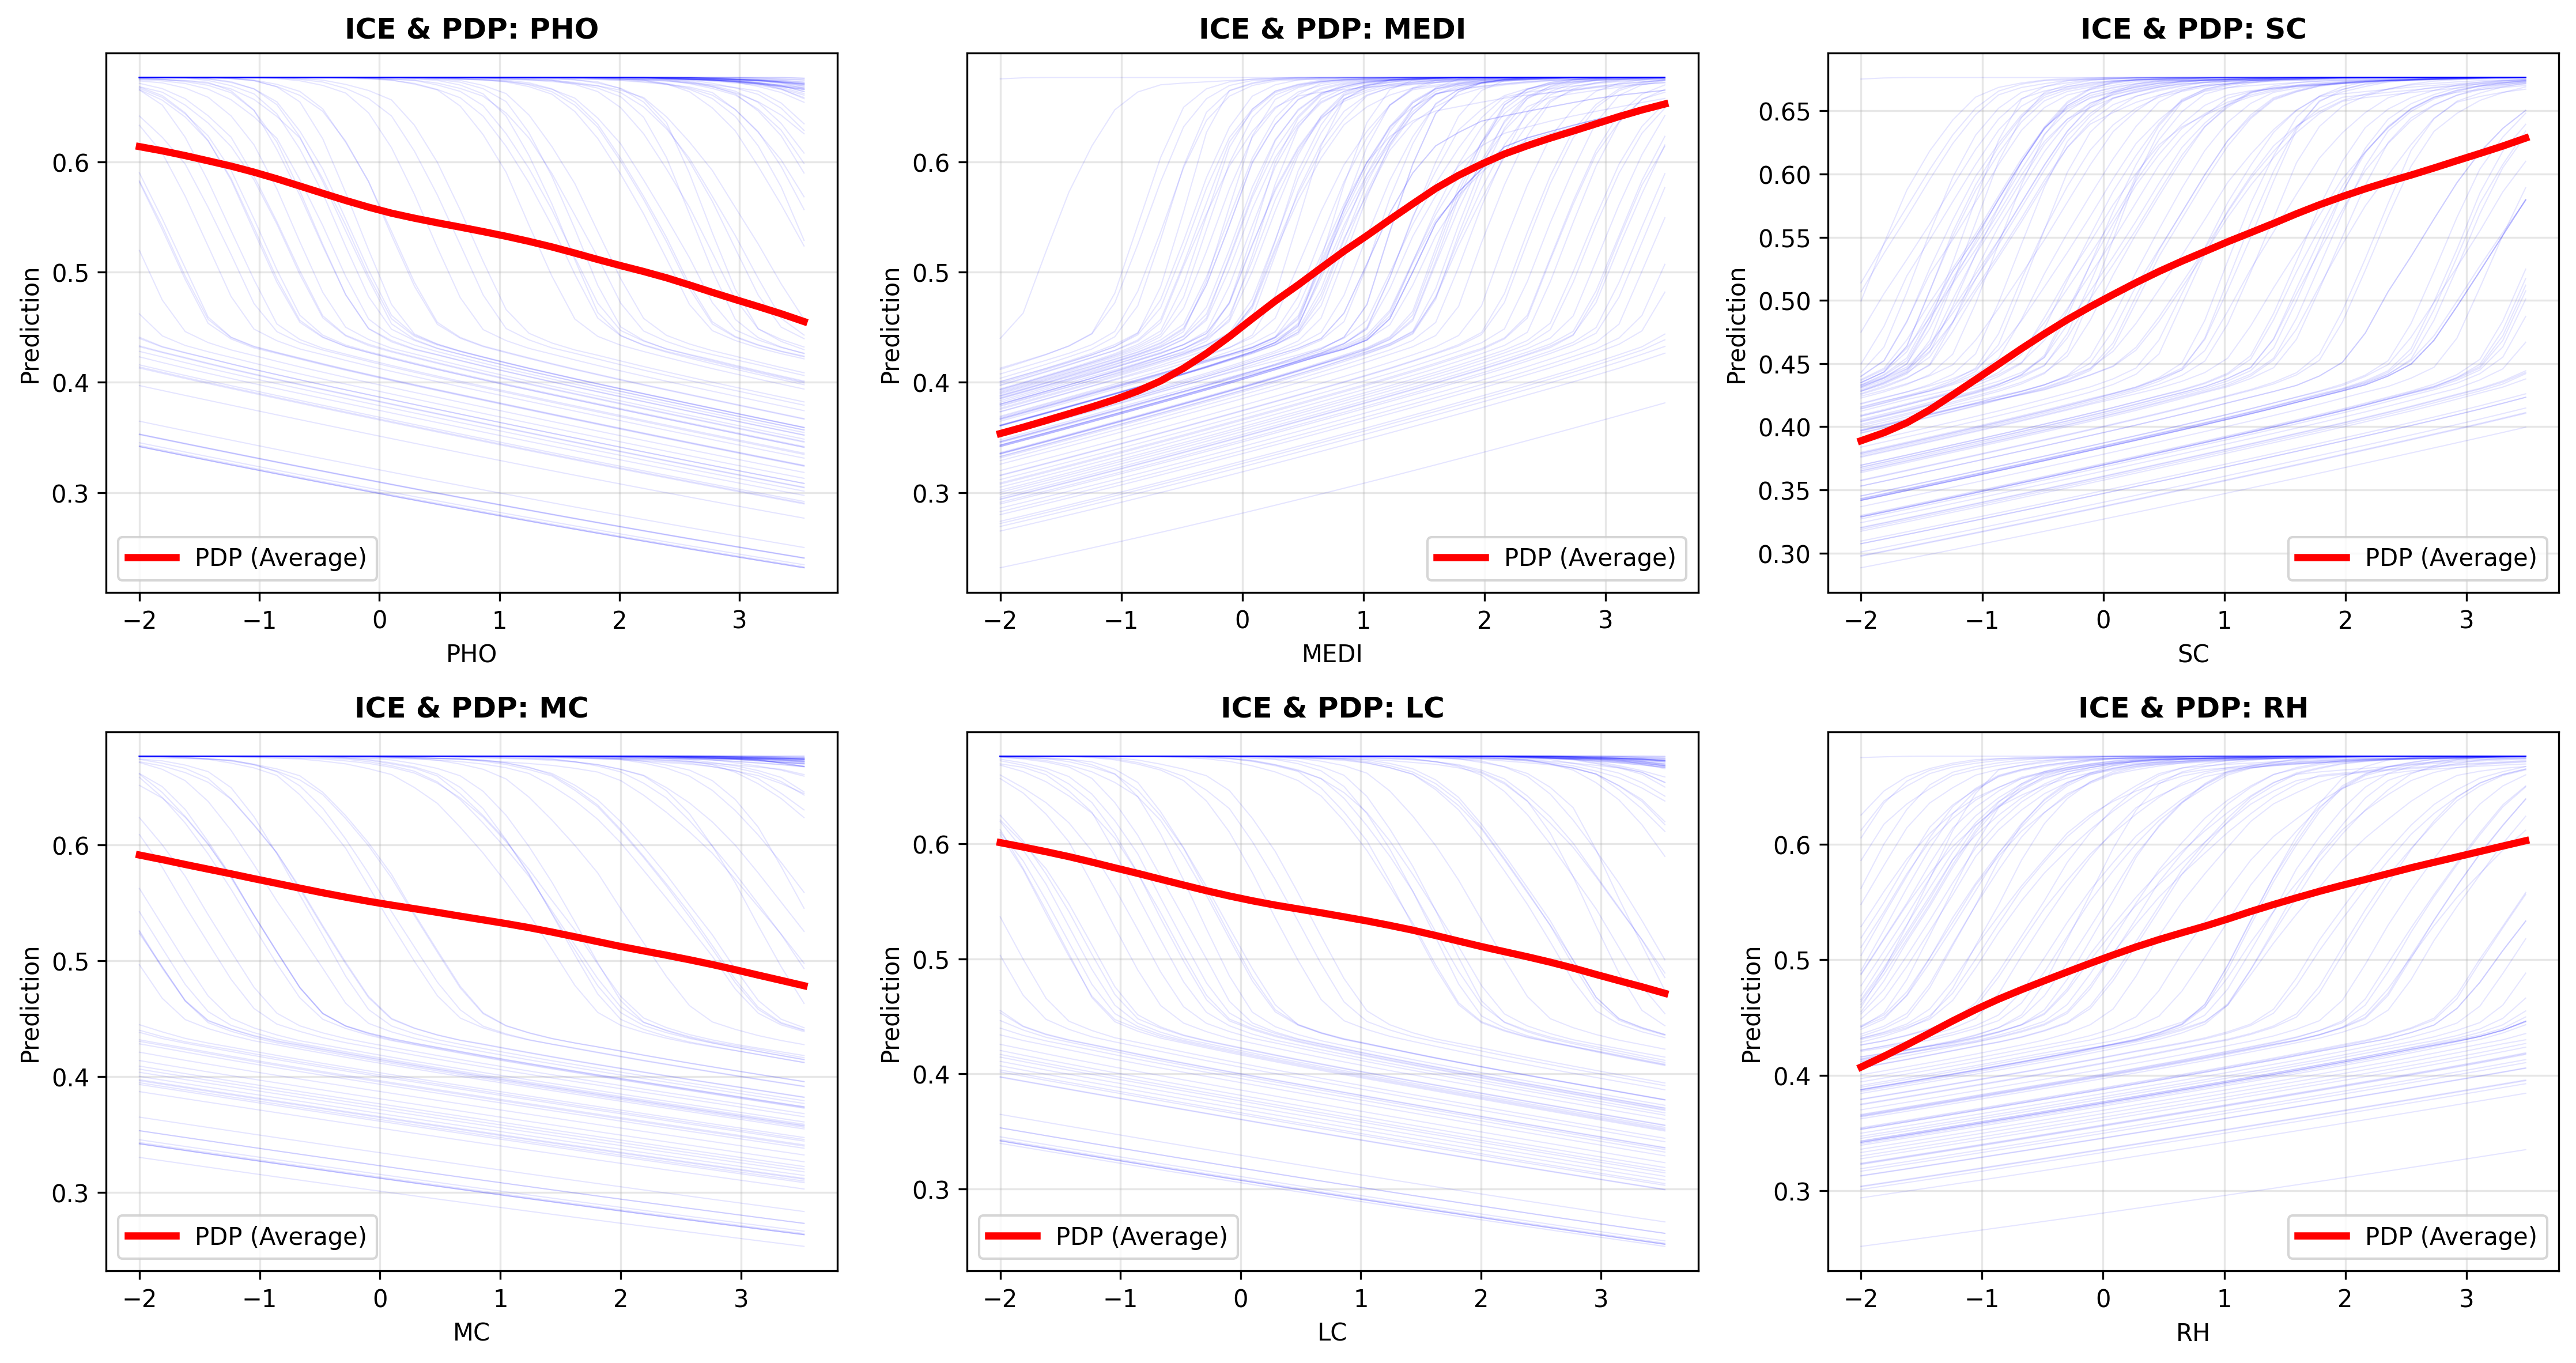 ICE & PDP: PHO
0.6
0.5
0.4
0.3
Prediction
PDP (Average)
−2 −1 0 1 2 3
PHO
ICE & PDP: MEDI
0.6
0.5
0.4
0.3
Prediction
PDP (Average)
−2 −1 0 1 2 3
MEDI
ICE & PDP: SC
0.65
0.60
0.55
0.50
0.45
0.40
0.35
0.30
Prediction
PDP (Average)
−2 −1 0 1 2 3
SC
ICE & PDP: MC
0.6
0.5
0.4
0.3
Prediction
PDP (Average)
−2 −1 0 1 2 3
MC
ICE & PDP: LC
0.6
0.5
0.4
0.3
Prediction
PDP (Average)
−2 −1 0 1 2 3
LC
ICE & PDP: RH
0.6
0.5
0.4
0.3
Prediction
PDP (Average)
−2 −1 0 1 2 3
RH